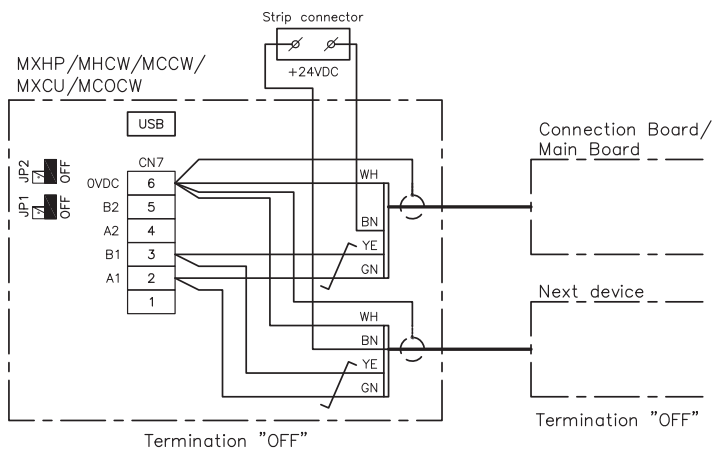 Strip connector
+24VDC
MXHP/MHCW/MCCW/
MXCU/MCOCW
USB
JP2
OFF
JP1
OFF
CN7
0VDC 6
B2 5
A2 4
B1 3
A1 2
1
WH
BN
YE
GN
WH
BN
YE
GN
Connection Board/
Main Board
Next device
Termination "OFF"
Termination "OFF"